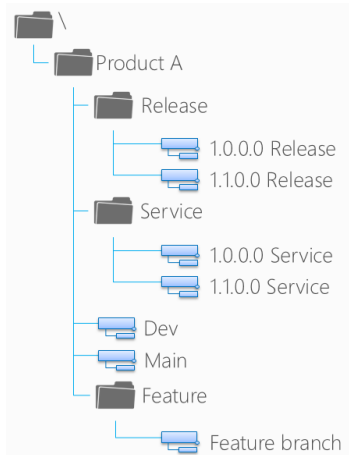 \
Product A
Release
1.0.0.0 Release
1.1.0.0 Release
Service
1.0.0.0 Service
1.1.0.0 Service
Dev
Main
Feature
Feature branch